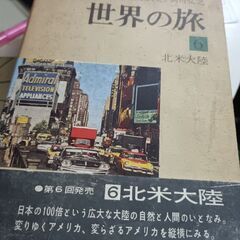 世界の旅
6
北米大陸
Admiral
TELEVISION
APPLIANCES
●第6回発売 6北米大陸
日本の100倍という広大な大陸の自然と人間のいとなみ。
変りゆくアメリカ、変らざるアメリカを縦横にみる。